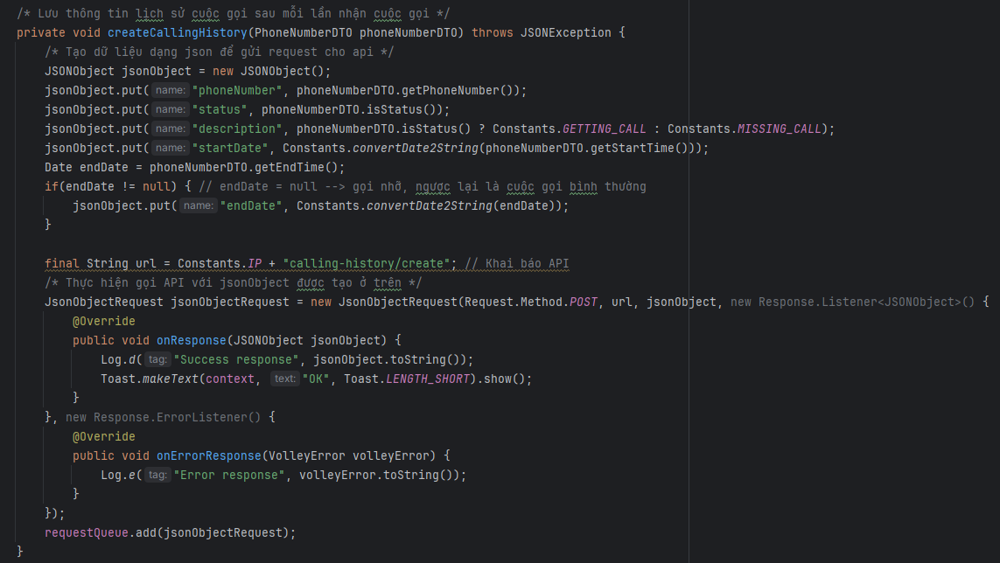 /* Lưu thông tin lịch sử cuộc gọi sau mỗi lần nhận cuộc gọi */
private void createCallingHistory(PhoneNumberDTO phoneNumberDTO) throws JSONException {
/* Tạo dữ liệu dạng json để gửi request cho api */
JSONObject jsonObject = new JSONObject();
jsonObject.put( name: "phoneNumber", phoneNumberDTO.getPhoneNumber());
jsonObject.put( name: "status", phoneNumberDTO.isStatus());
jsonObject.put( name: "description", phoneNumberDTO.isStatus() ? Constants.GETTING_CALL : Constants.MISSING_CALL);
jsonObject.put( name: "startDate", Constants.convertDate2String(phoneNumberDTO.getStartTime()));
Date endDate = phoneNumberDTO.getEndTime();
if(endDate != null) { // endDate = null --> gọi nhỡ, ngược lại là cuộc gọi bình thường
jsonObject.put( name: "endDate", Constants.convertDate2String(endDate));
}
final String url = Constants.IP + "calling-history/create"; // Khai báo API
/* Thực hiện gọi API với jsonObject được tạo ở trên */
JsonObjectRequest jsonObjectRequest = new JsonObjectRequest(Request.Method.POST, url, jsonObject, new Response.Listener<JSONObject>() {
@Override
public void onResponse(JSONObject jsonObject) {
Log.d( tag: "Success response", jsonObject.toString());
Toast.makeText(context, text: "OK", Toast.LENGTH_SHORT).show();
}
}, new Response.ErrorListener() {
@Override
public void onErrorResponse(VolleyError volleyError) {
Log.e( tag: "Error response", volleyError.toString());
}
});
requestQueue.add(jsonObjectRequest);
}